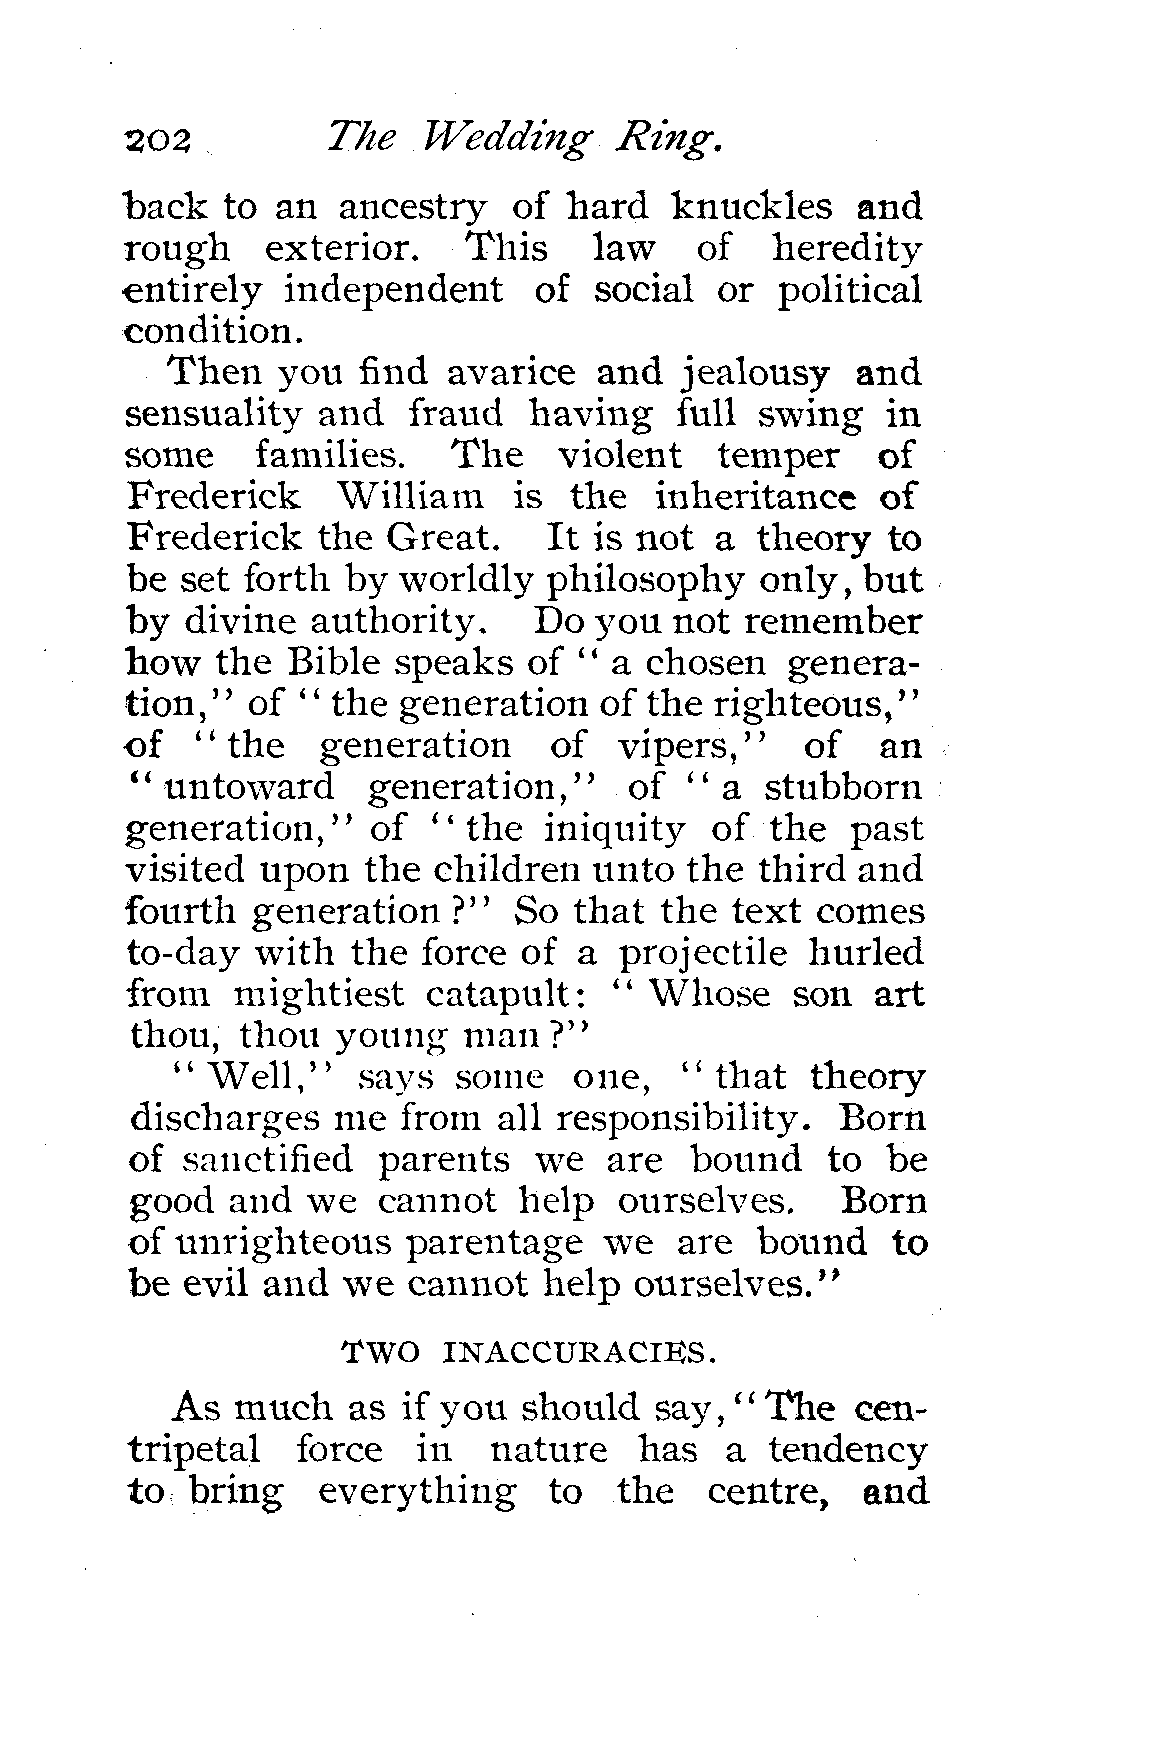 202 The Wedding Ring.
back to an ancestry of hard knuckles and
rough exterior. This law of heredity
entirely independent of social or political
condition.
Then you find avarice and jealousy and
sensuality and fraud having full swing in
some families. The violent temper of
Frederick William is the inheritance of
Frederick the Great. It is not a theory to
be set forth by worldly philosophy only, but
by divine authority. Do you not remember
how the Bible speaks of "a chosen genera-
tion," of "the generation of the righteous,"
of "the generation of vipers," of an
"untoward generation," of "a stubborn
generation," of "the iniquity of the past
visited upon the children unto the third and
fourth generation?" So that the text comes
to-day with the force of a projectile hurled
from mightiest catapult: "Whose son art
thou, thou young man?"
"Well," says some one, "that theory
discharges me from all responsibility. Born
of sanctified parents we are bound to be
good and we cannot help ourselves. Born
of unrighteous parentage we are bound to
be evil and we cannot help ourselves."
TWO INACCURACIES.
As much as if you should say, "The cen-
tripetal force in nature has a tendency
to bring everything to the centre, and